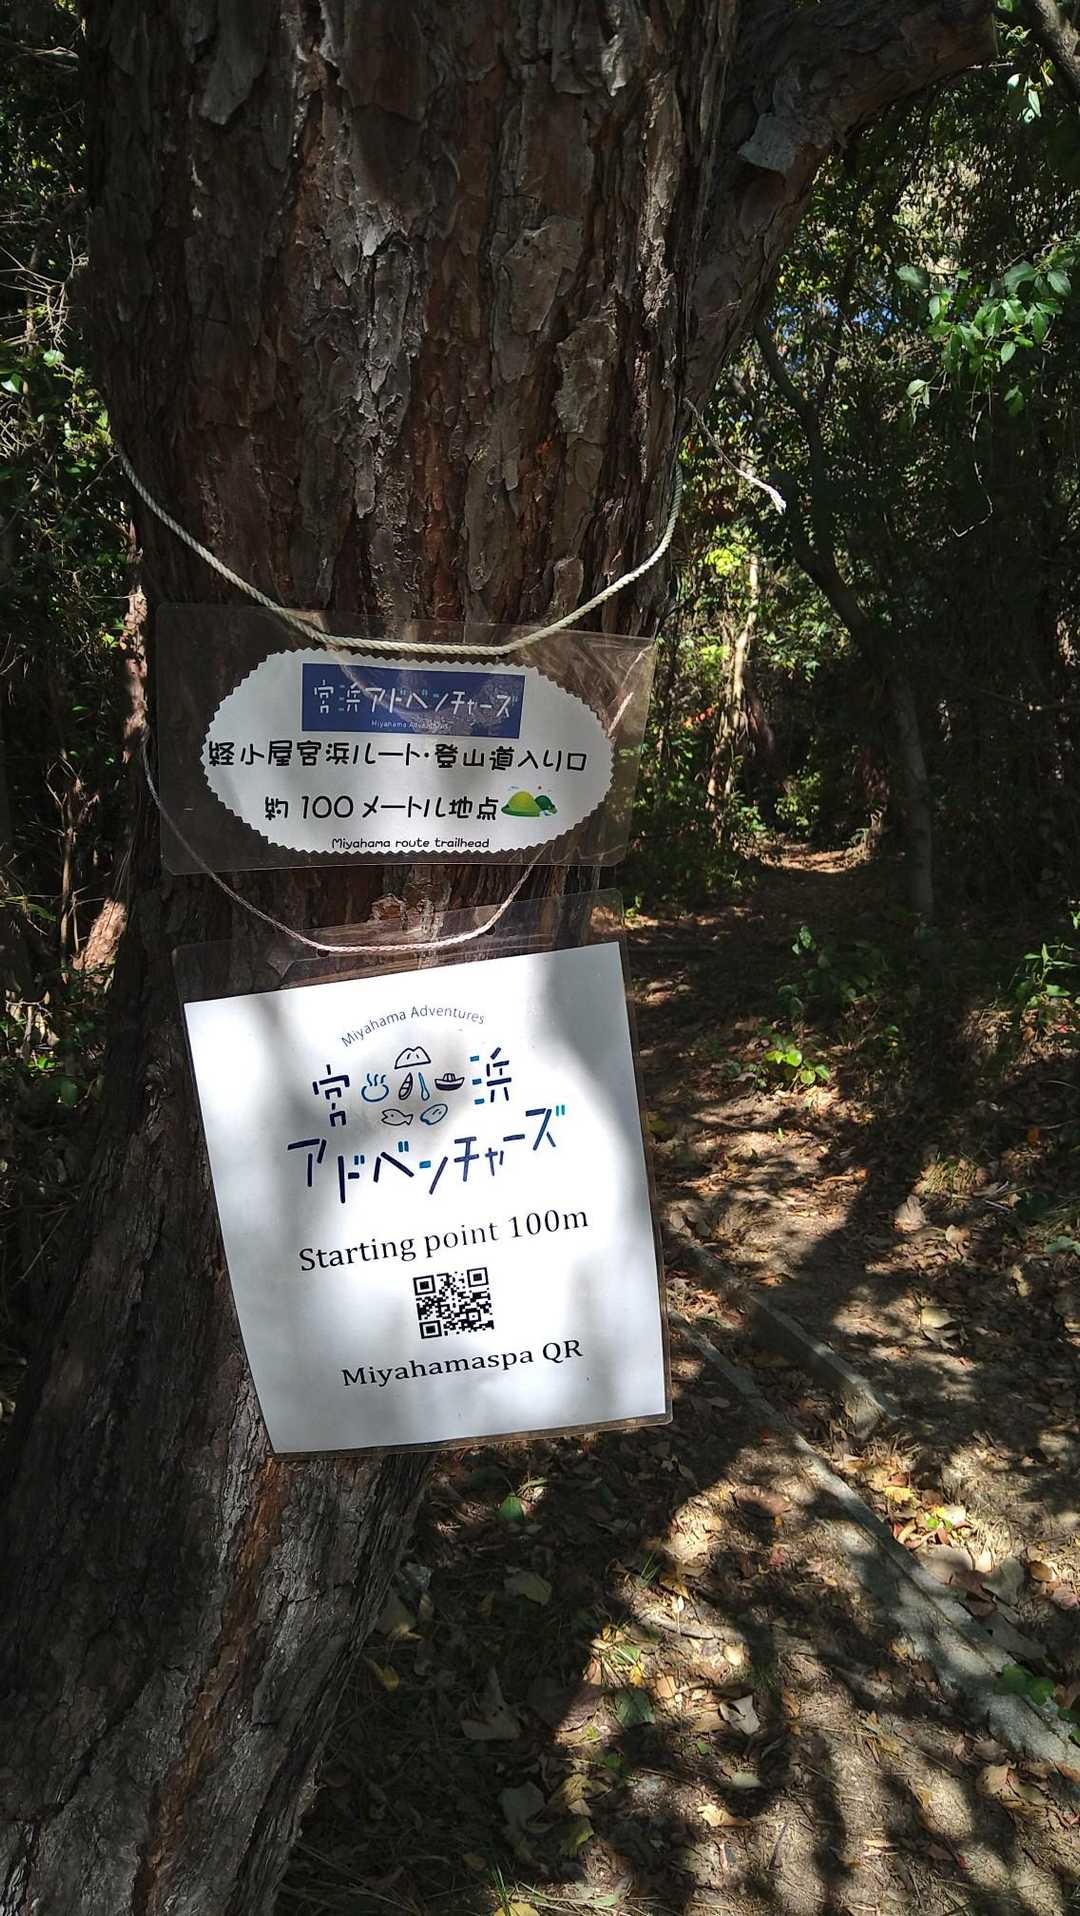 宮浜アドベンチャーズ
Miyahama Adventures
経小屋宮浜ルート・登山道入り口
約100メートル地点
Miyahama route trailhead
Miyahama Adventures
宮浜
アドベンチャーズ
Starting point 100m
Miyahamaspa QR